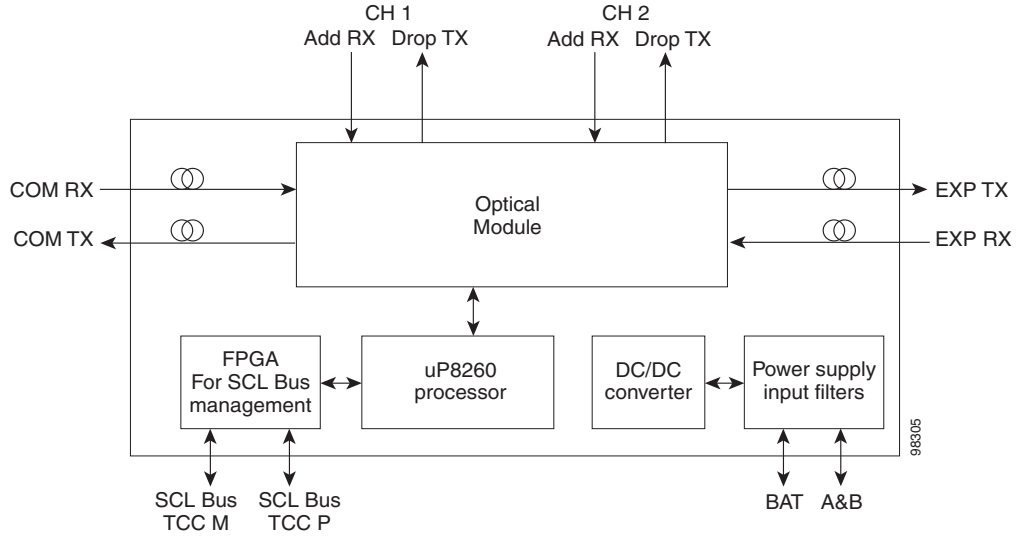 CH 1
CH 2
Add RX Drop TX
Add RX Drop TX
COM RX
EXP TX
Optical
Module
COM TX
EXP RX
FPGA
For SCL Bus
management
uP8260
processor
DC/DC
converter
Power supply
input filters
98305
SCL Bus
TCC M
SCL Bus
TCC P
BAT
A&B